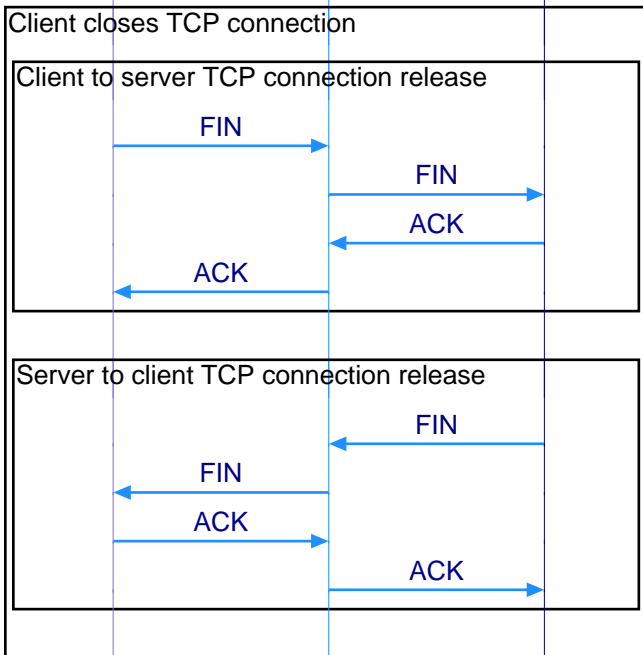 Client closes TCP connection
Client to server TCP connection release
FIN
FIN
ACK
ACK
Server to client TCP connection release
FIN
FIN
ACK
ACK